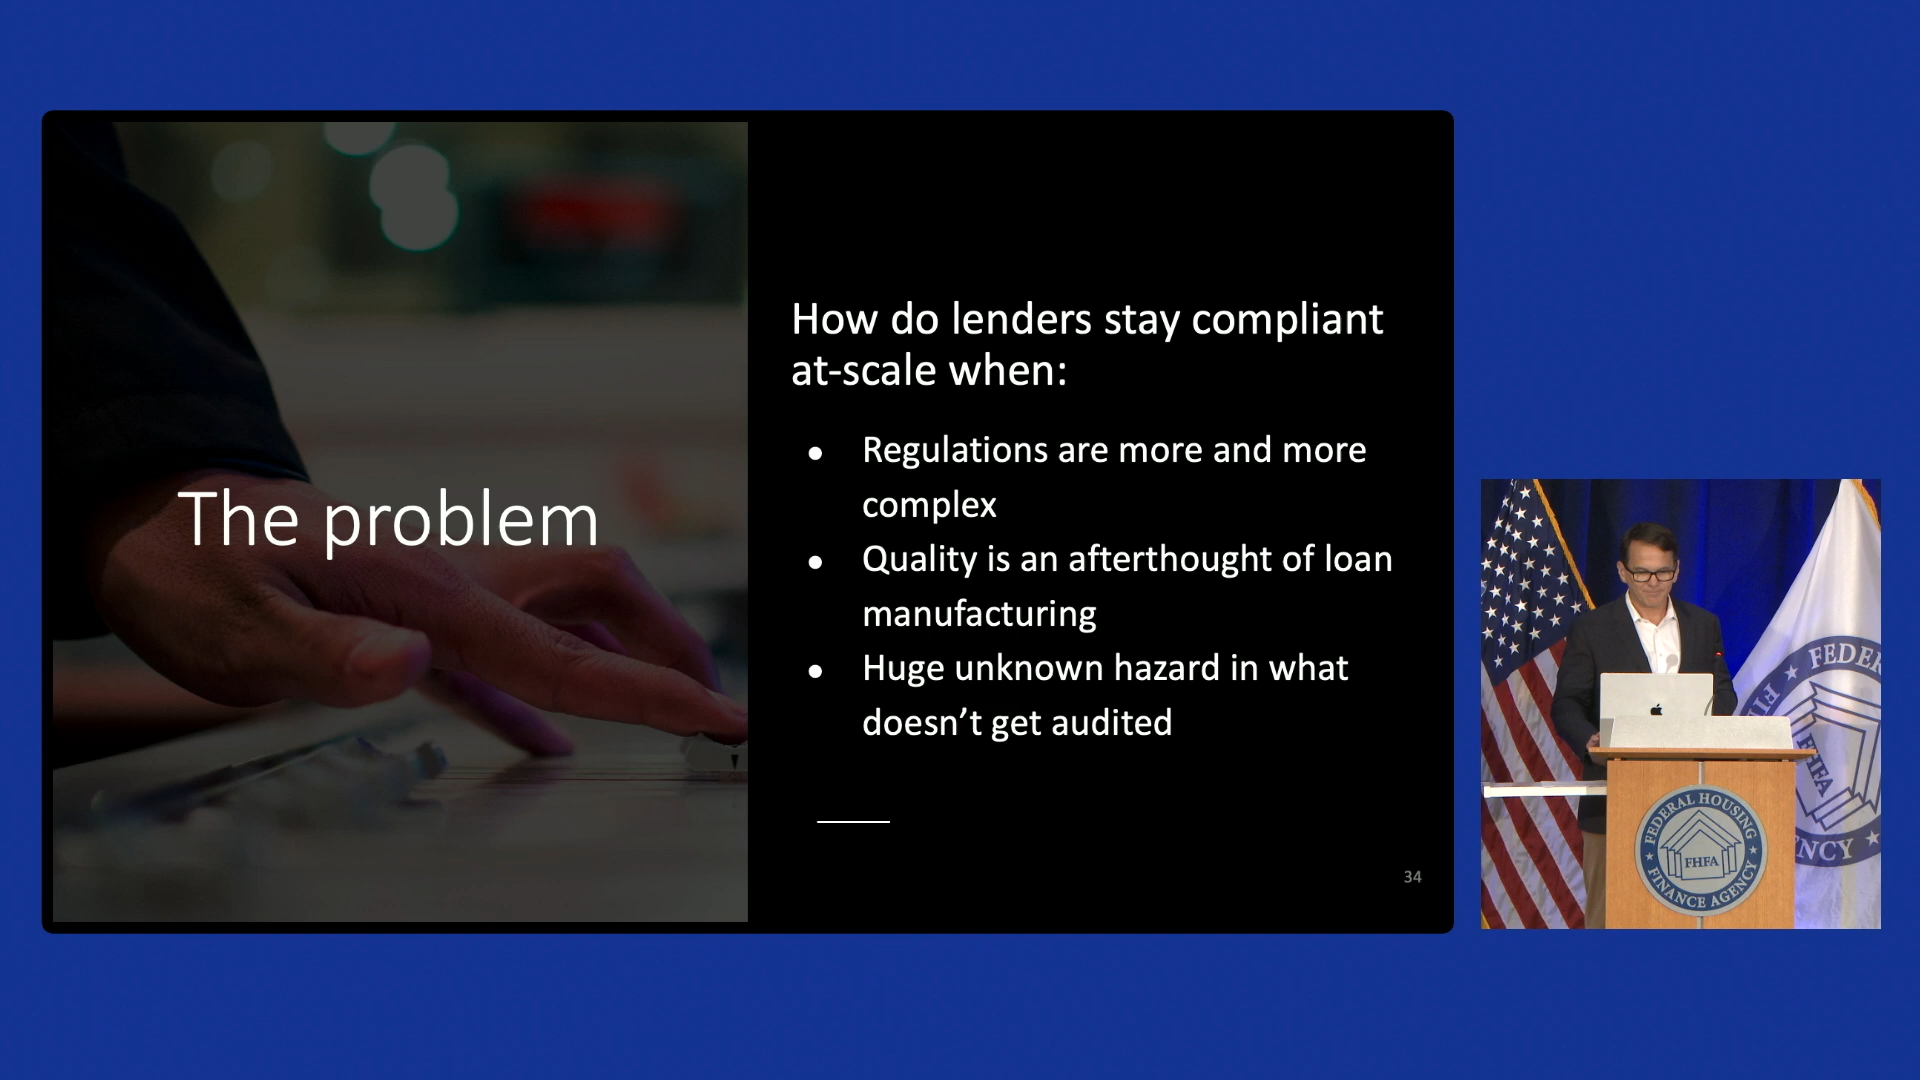 The problem
How do lenders stay compliant
at-scale when:
● Regulations are more and more
complex
● Quality is an afterthought of loan
manufacturing
● Huge unknown hazard in what
doesn’t get audited
34
FEDERAL HOUSING
FHFA
FINANCE AGENCY
FHFA